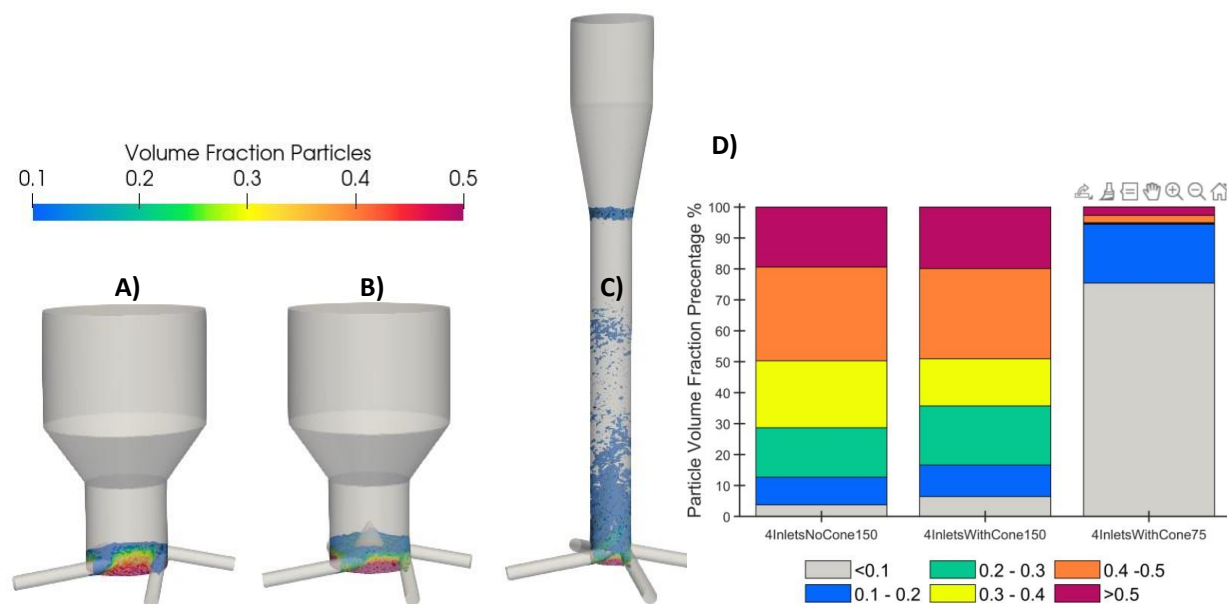 Volume Fraction Particles
0.1 0.2 0.3 0.4 0.5
A)
B)
C)
D)
Particle Volume Fraction Precentage %
100
90
80
70
60
50
40
30
20
10
0
4InletsNoCone150 4InletsWithCone150 4InletsWithCone75
<0.1 0.2 - 0.3 0.4 -0.5
0.1 - 0.2 0.3 - 0.4 >0.5